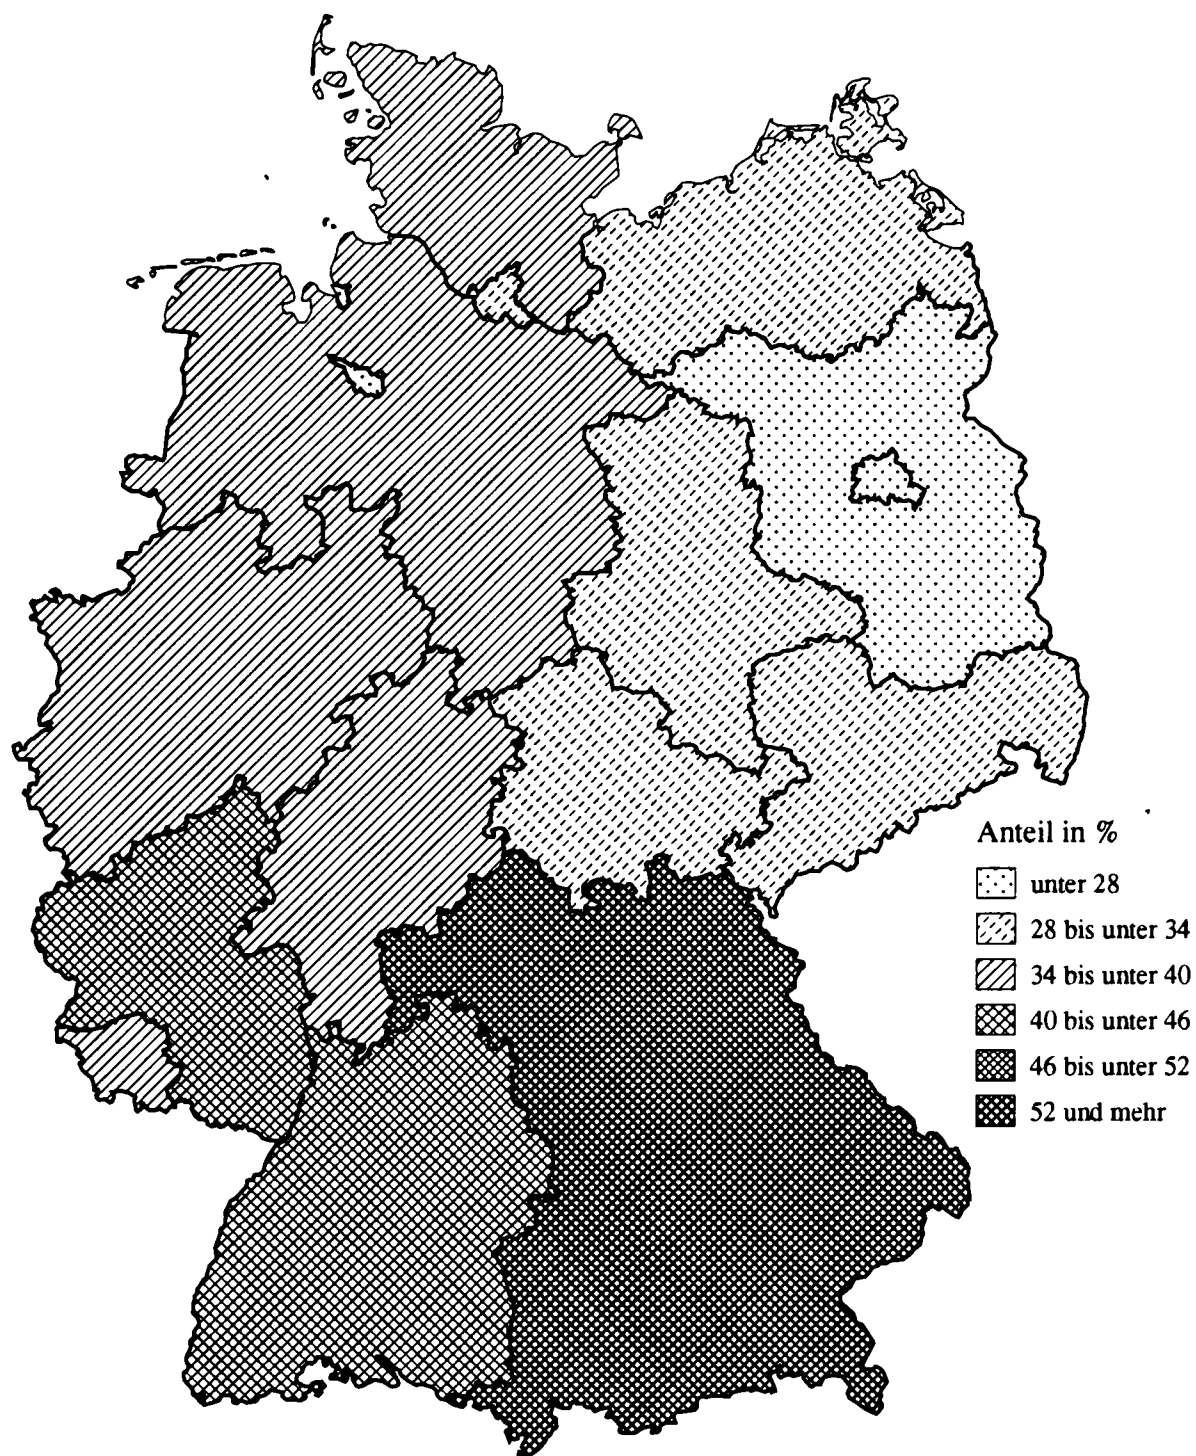 Anteil in %
unter 28
28 bis unter 34
34 bis unter 40
40 bis unter 46
46 bis unter 52
52 und mehr